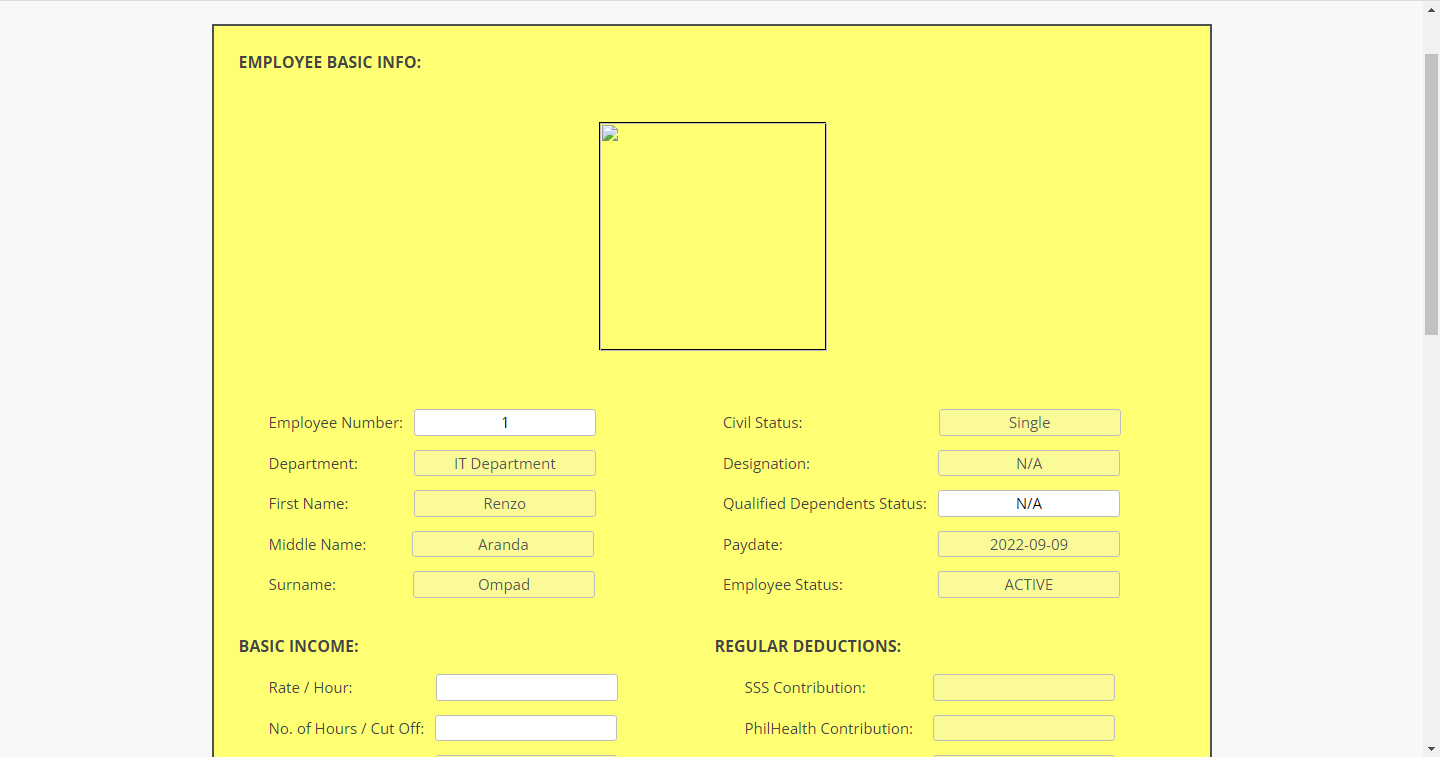 EMPLOYEE BASIC INFO:
Employee Number: 1 Civil Status: Single
Department: IT Department Designation: N/A
First Name: Renzo Qualified Dependents Status: N/A
Middle Name: Aranda Paydate: 2022-09-09
Surname: Ompad Employee Status: ACTIVE
BASIC INCOME: REGULAR DEDUCTIONS:
Rate / Hour: SSS Contribution:
No. of Hours / Cut Off: PhilHealth Contribution: